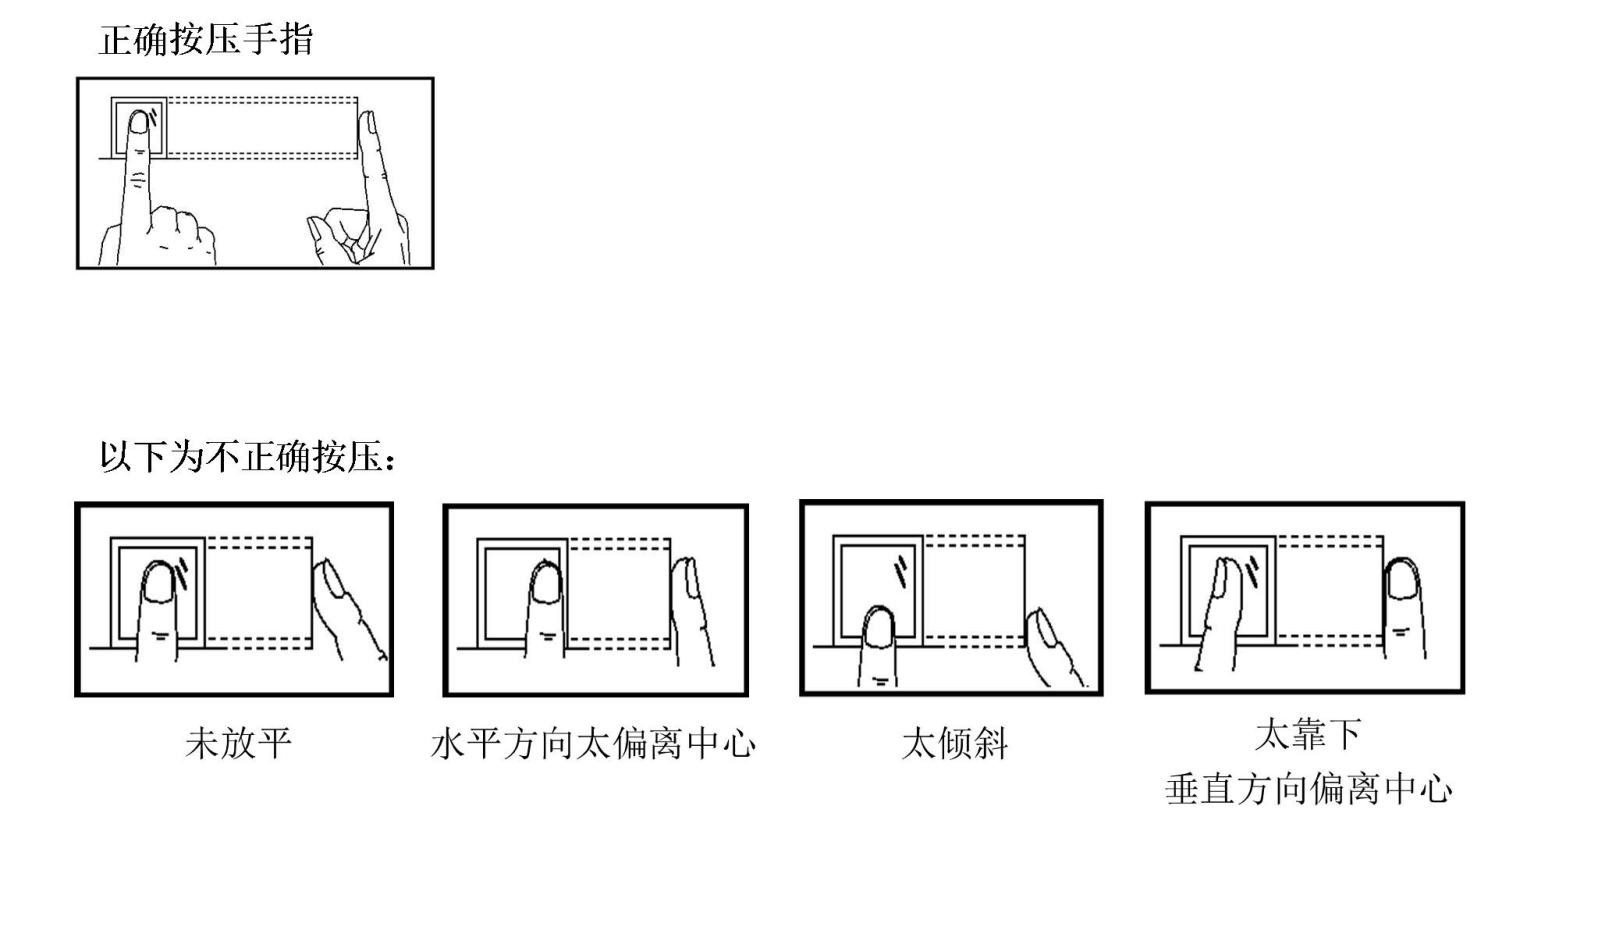 正确按压手指
以下为不正确按压：
未放平
水平方向太偏离中心
太倾斜
太靠下
垂直方向偏离中心